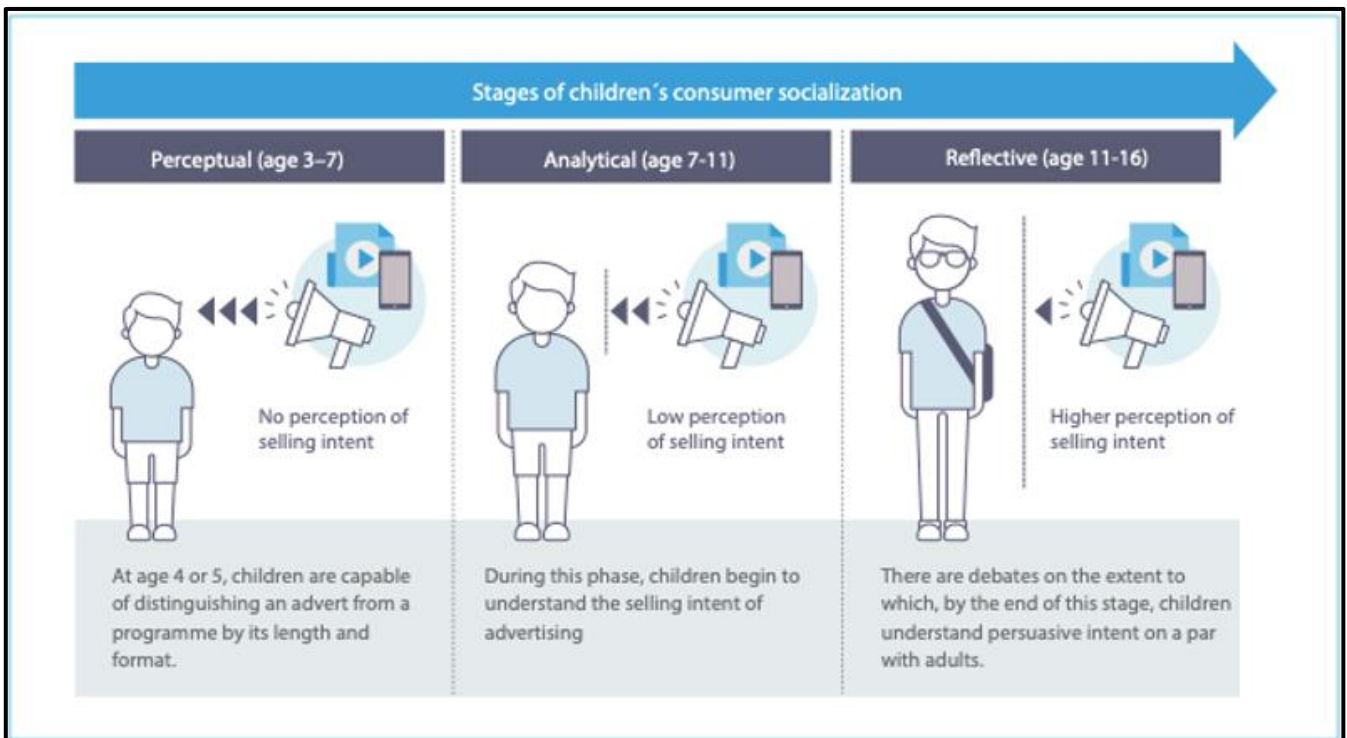 Stages of children´s consumer socialization
Perceptual (age 3–7)
No perception of
selling intent
At age 4 or 5, children are capable
of distinguishing an advert from a
programme by its length and
format.
Analytical (age 7-11)
Low perception
of selling intent
During this phase, children begin to
understand the selling intent of
advertising
Reflective (age 11-16)
Higher perception of
selling intent
There are debates on the extent to
which, by the end of this stage, children
understand persuasive intent on a par
with adults.